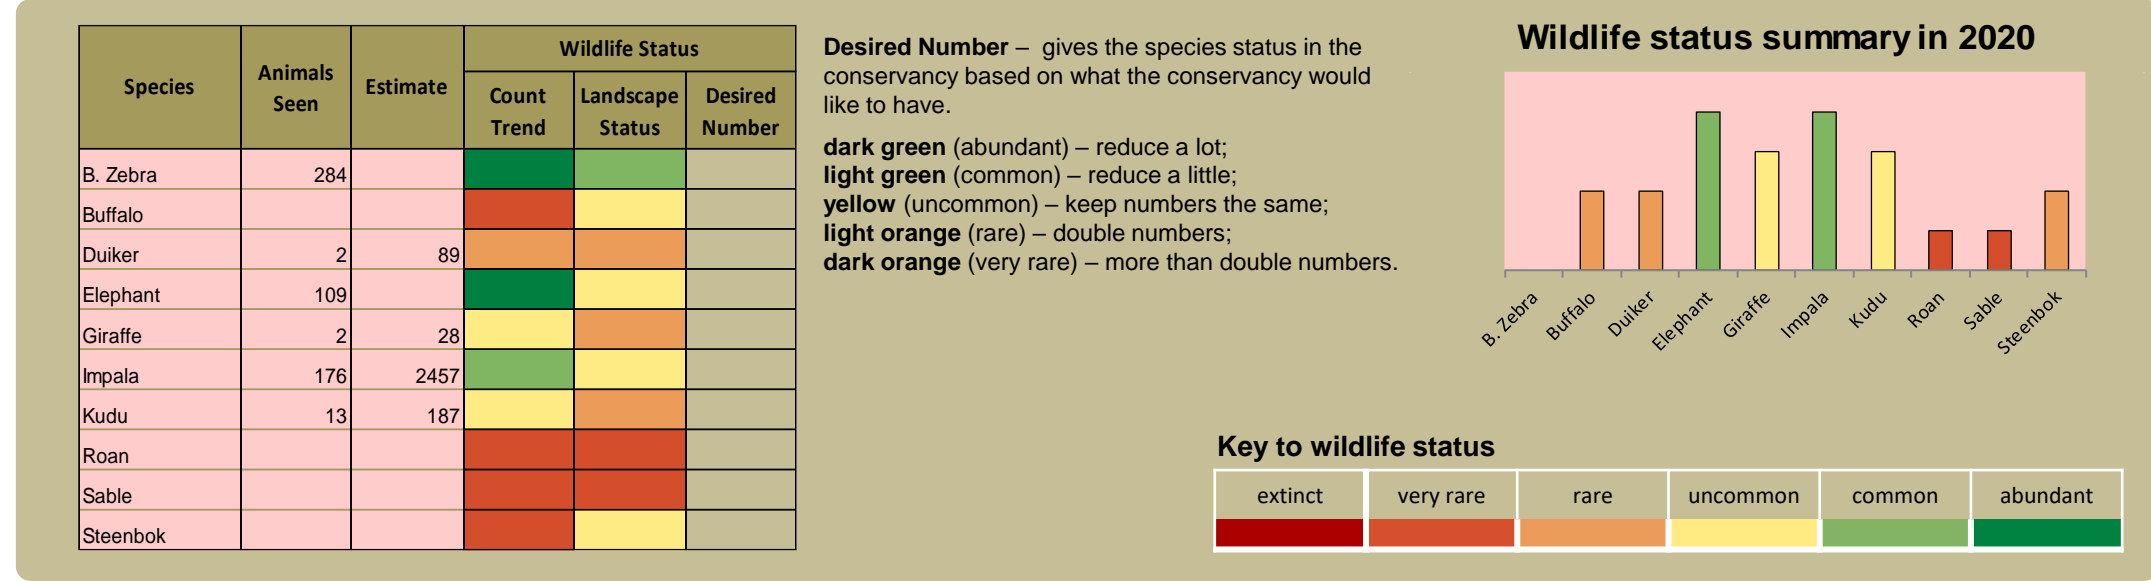 Species
Animals Seen
Estimate
Wildlife Status
Count Trend
Landscape Status
Desired Number
B. Zebra 284
Buffalo
Duiker 2 89
Elephant 109
Giraffe 2 28
Impala 176 2457
Kudu 13 187
Roan
Sable
Steenbok
Desired Number – gives the species status in the
conservancy based on what the conservancy would
like to have.
dark green (abundant) – reduce a lot;
light green (common) – reduce a little;
yellow (uncommon) – keep numbers the same;
light orange (rare) – double numbers;
dark orange (very rare) – more than double numbers.
Wildlife status summary in 2020
B. Zebra
Buffalo
Duiker
Elephant
Giraffe
Impala
Kudu
Roan
Sable
Steenbok
Key to wildlife status
extinct very rare rare uncommon common abundant